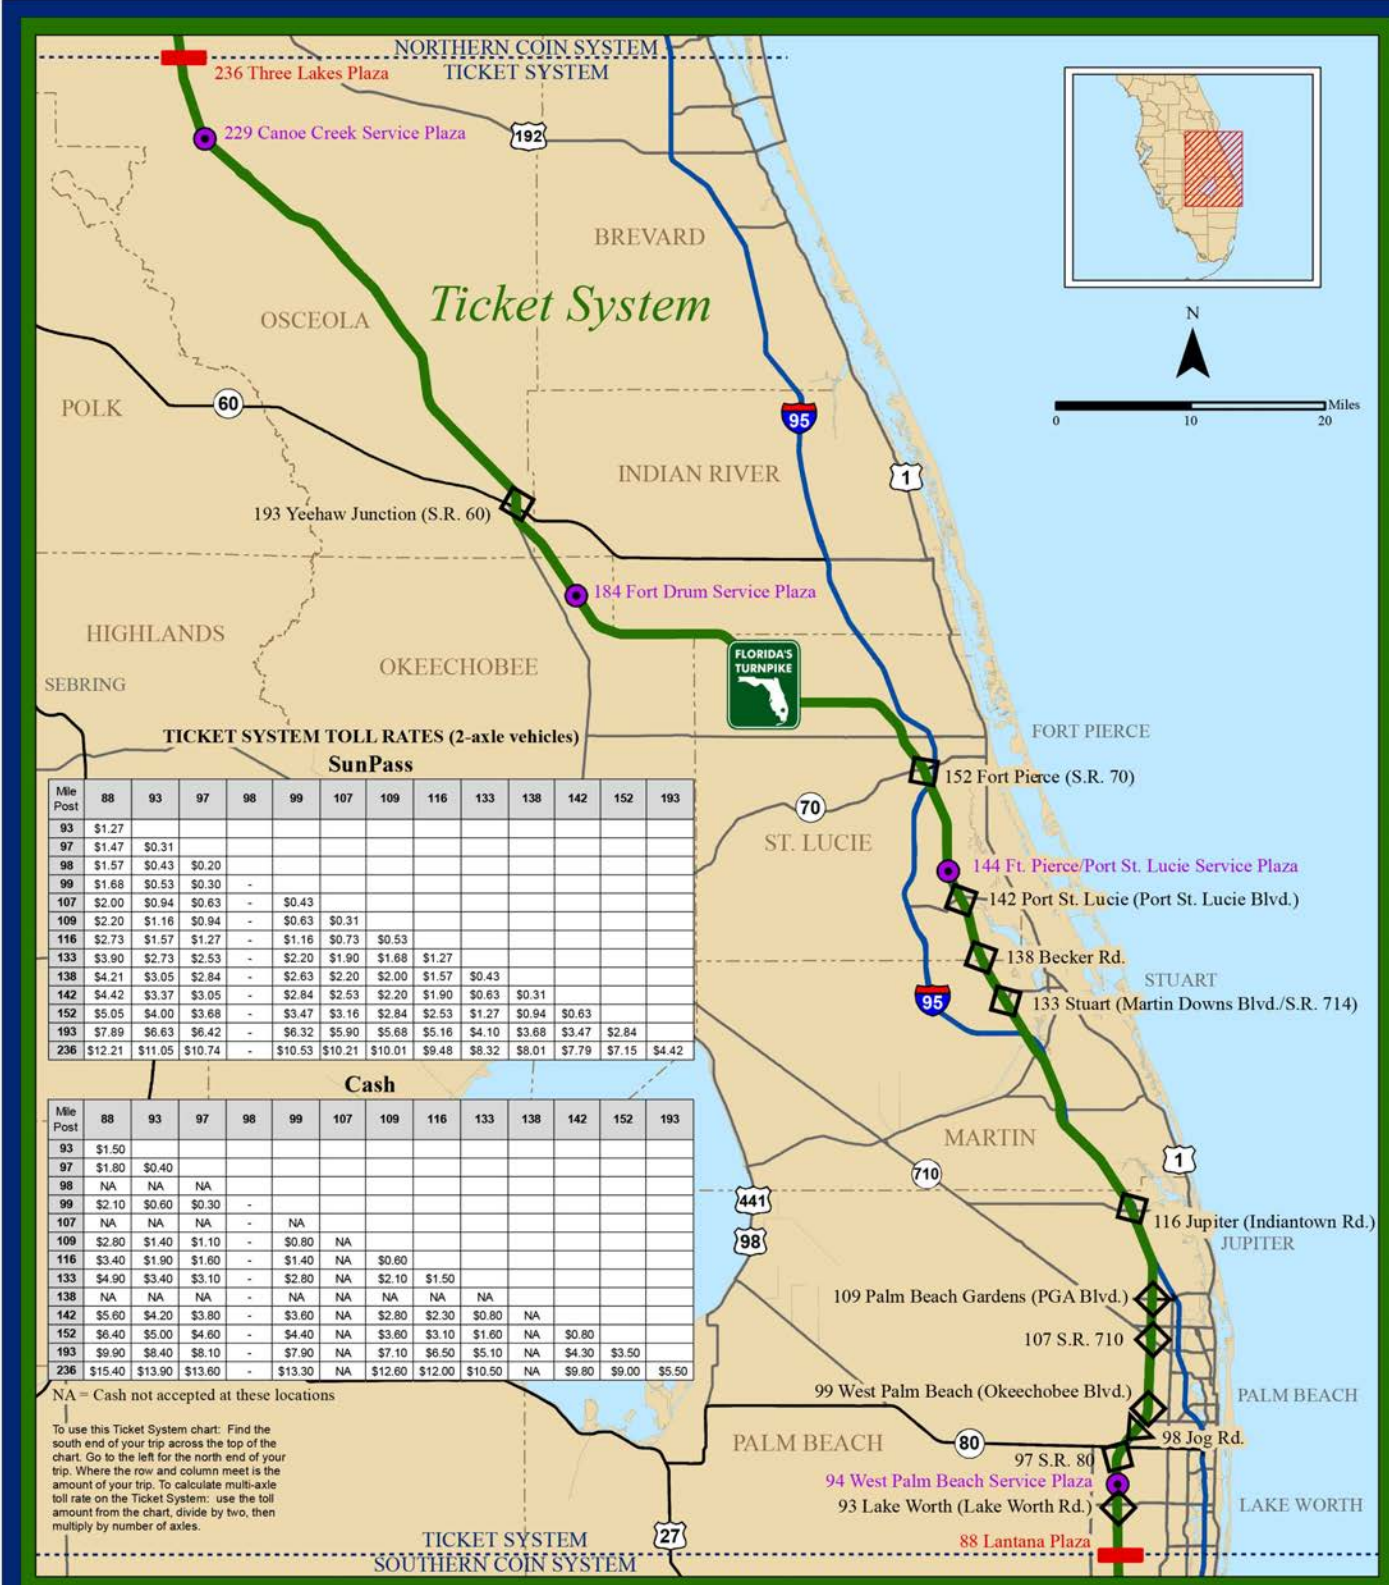 NORTHERN COIN SYSTEM
TICKET SYSTEM
236 Three Lakes Plaza
229 Canoe Creek Service Plaza
192
BREVARD
Ticket System
OSCEOLA
N
POLK
60
95
0 10 20 Miles
INDIAN RIVER
1
193 Yeehaw Junction (S.R. 60)
184 Fort Drum Service Plaza
HIGHLANDS
OKEECHOBEE
FLORIDA'S
TURNPIKE
SEBRING
FORT PIERCE
152 Fort Pierce (S.R. 70)
70
ST. LUCIE
144 Ft. Pierce/Port St. Lucie Service Plaza
142 Port St. Lucie (Port St. Lucie Blvd.)
138 Becker Rd.
STUART
95
133 Stuart (Martin Downs Blvd./S.R. 714)
MARTIN
1
710
441
98
116 Jupiter (Indiantown Rd.)
JUPITER
109 Palm Beach Gardens (PGA Blvd.)
107 S.R. 710
99 West Palm Beach (Okeechobee Blvd.)
PALM BEACH
98 Jog Rd.
PALM BEACH
80
97 S.R. 80
94 West Palm Beach Service Plaza
93 Lake Worth (Lake Worth Rd.)
LAKE WORTH
27
88 Lantana Plaza
TICKET SYSTEM
SOUTHERN COIN SYSTEM
TICKET SYSTEM TOLL RATES (2-axle vehicles)
SunPass
Mile Post 88 93 97 98 99 107 109 116 133 138 142 152 193
93 $1.27
97 $1.47 $0.31
98 $1.57 $0.43 $0.20
99 $1.68 $0.53 $0.30 -
107 $2.00 $0.94 $0.63 - $0.43
109 $2.20 $1.16 $0.94 - $0.63 $0.31
116 $2.73 $1.57 $1.27 - $1.16 $0.73 $0.53
133 $3.90 $2.73 $2.53 - $2.20 $1.90 $1.68 $1.27
138 $4.21 $3.05 $2.84 - $2.63 $2.20 $2.00 $1.57 $0.43
142 $4.42 $3.37 $3.05 - $2.84 $2.53 $2.20 $1.90 $0.63 $0.31
152 $5.05 $4.00 $3.68 - $3.47 $3.16 $2.84 $2.53 $1.27 $0.94 $0.63
193 $7.89 $6.63 $6.42 - $6.32 $5.90 $5.68 $5.16 $4.10 $3.68 $3.47 $2.84
236 $12.21 $11.05 $10.74 - $10.53 $10.21 $10.01 $9.48 $8.32 $8.01 $7.79 $7.15 $4.42
Cash
Mile Post 88 93 97 98 99 107 109 116 133 138 142 152 193
93 $1.50
97 $1.80 $0.40
98 NA NA NA
99 $2.10 $0.60 $0.30 -
107 NA NA NA - NA
109 $2.80 $1.40 $1.10 - $0.80 NA
116 $3.40 $1.90 $1.60 - $1.40 NA $0.60
133 $4.90 $3.40 $3.10 - $2.80 NA $2.10 $1.50
138 NA NA NA - NA NA NA NA NA
142 $5.60 $4.20 $3.80 - $3.60 NA $2.80 $2.30 $0.80 NA
152 $6.40 $5.00 $4.60 - $4.40 NA $3.60 $3.10 $1.60 NA $0.80
193 $9.90 $8.40 $8.10 - $7.90 NA $7.10 $6.50 $5.10 NA $4.30 $3.50
236 $15.40 $13.90 $13.60 - $13.30 NA $12.60 $12.00 $10.50 NA $9.80 $9.00 $5.50
NA = Cash not accepted at these locations
To use this Ticket System chart: Find the
south end of your trip across the top of the
chart. Go to the left for the north end of your
trip. Where the row and column meet is the
amount of your trip. To calculate multi-axle
toll rate on the Ticket System: use the toll
amount from the chart, divide by two, then
multiply by number of axles.